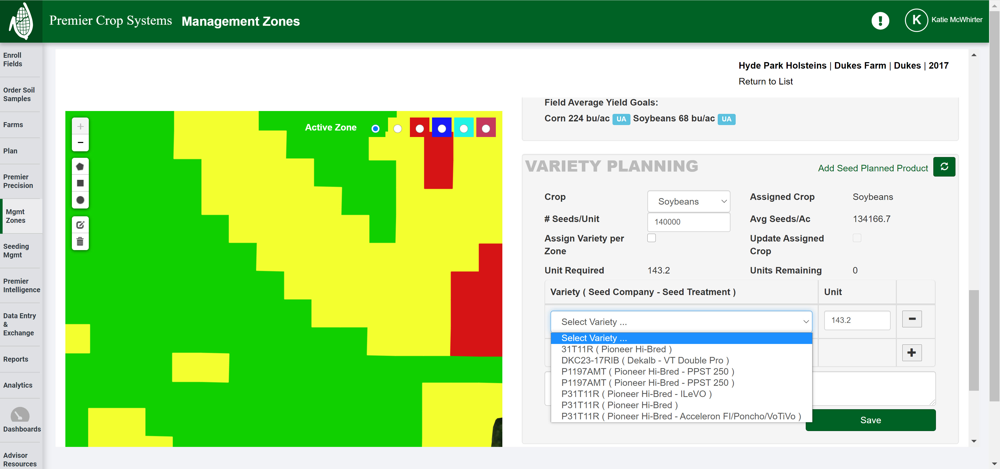 Premier Crop Systems Management Zones
K Katie McWhirter
Enroll
Fields
Order Soil
Samples
Farms
Plan
Premier
Precision
Mgmt
Zones
Seeding
Mgmt
Premier
Intelligence
Data Entry
&
Exchange
Reports
Analytics
Dashboards
Advisor
Resources
Hyde Park Holsteins | Dukes Farm | Dukes | 2017
Return to List
Active Zone
Field Average Yield Goals:
Corn 224 bu/ac UA Soybeans 68 bu/ac UA
VARIETY PLANNING
Add Seed Planned Product
Crop Soybeans Assigned Crop Soybeans
# Seeds/Unit 140000 Avg Seeds/Ac 134166.7
Assign Variety per
Zone
Update Assigned
Crop
Unit Required 143.2 Units Remaining 0
Variety ( Seed Company - Seed Treatment ) Unit
Select Variety ... 143.2
Select Variety ...
31T11R ( Pioneer Hi-Bred )
DKC23-17RIB ( Dekalb - VT Double Pro )
P1197AMT ( Pioneer Hi-Bred - PPST 250 )
P1197AMT ( Pioneer Hi-Bred - PPST 250 )
P31T11R ( Pioneer Hi-Bred - ILeVO )
P31T11R ( Pioneer Hi-Bred )
P31T11R ( Pioneer Hi-Bred - Acceleron FI/Poncho/VoTiVo )
Save